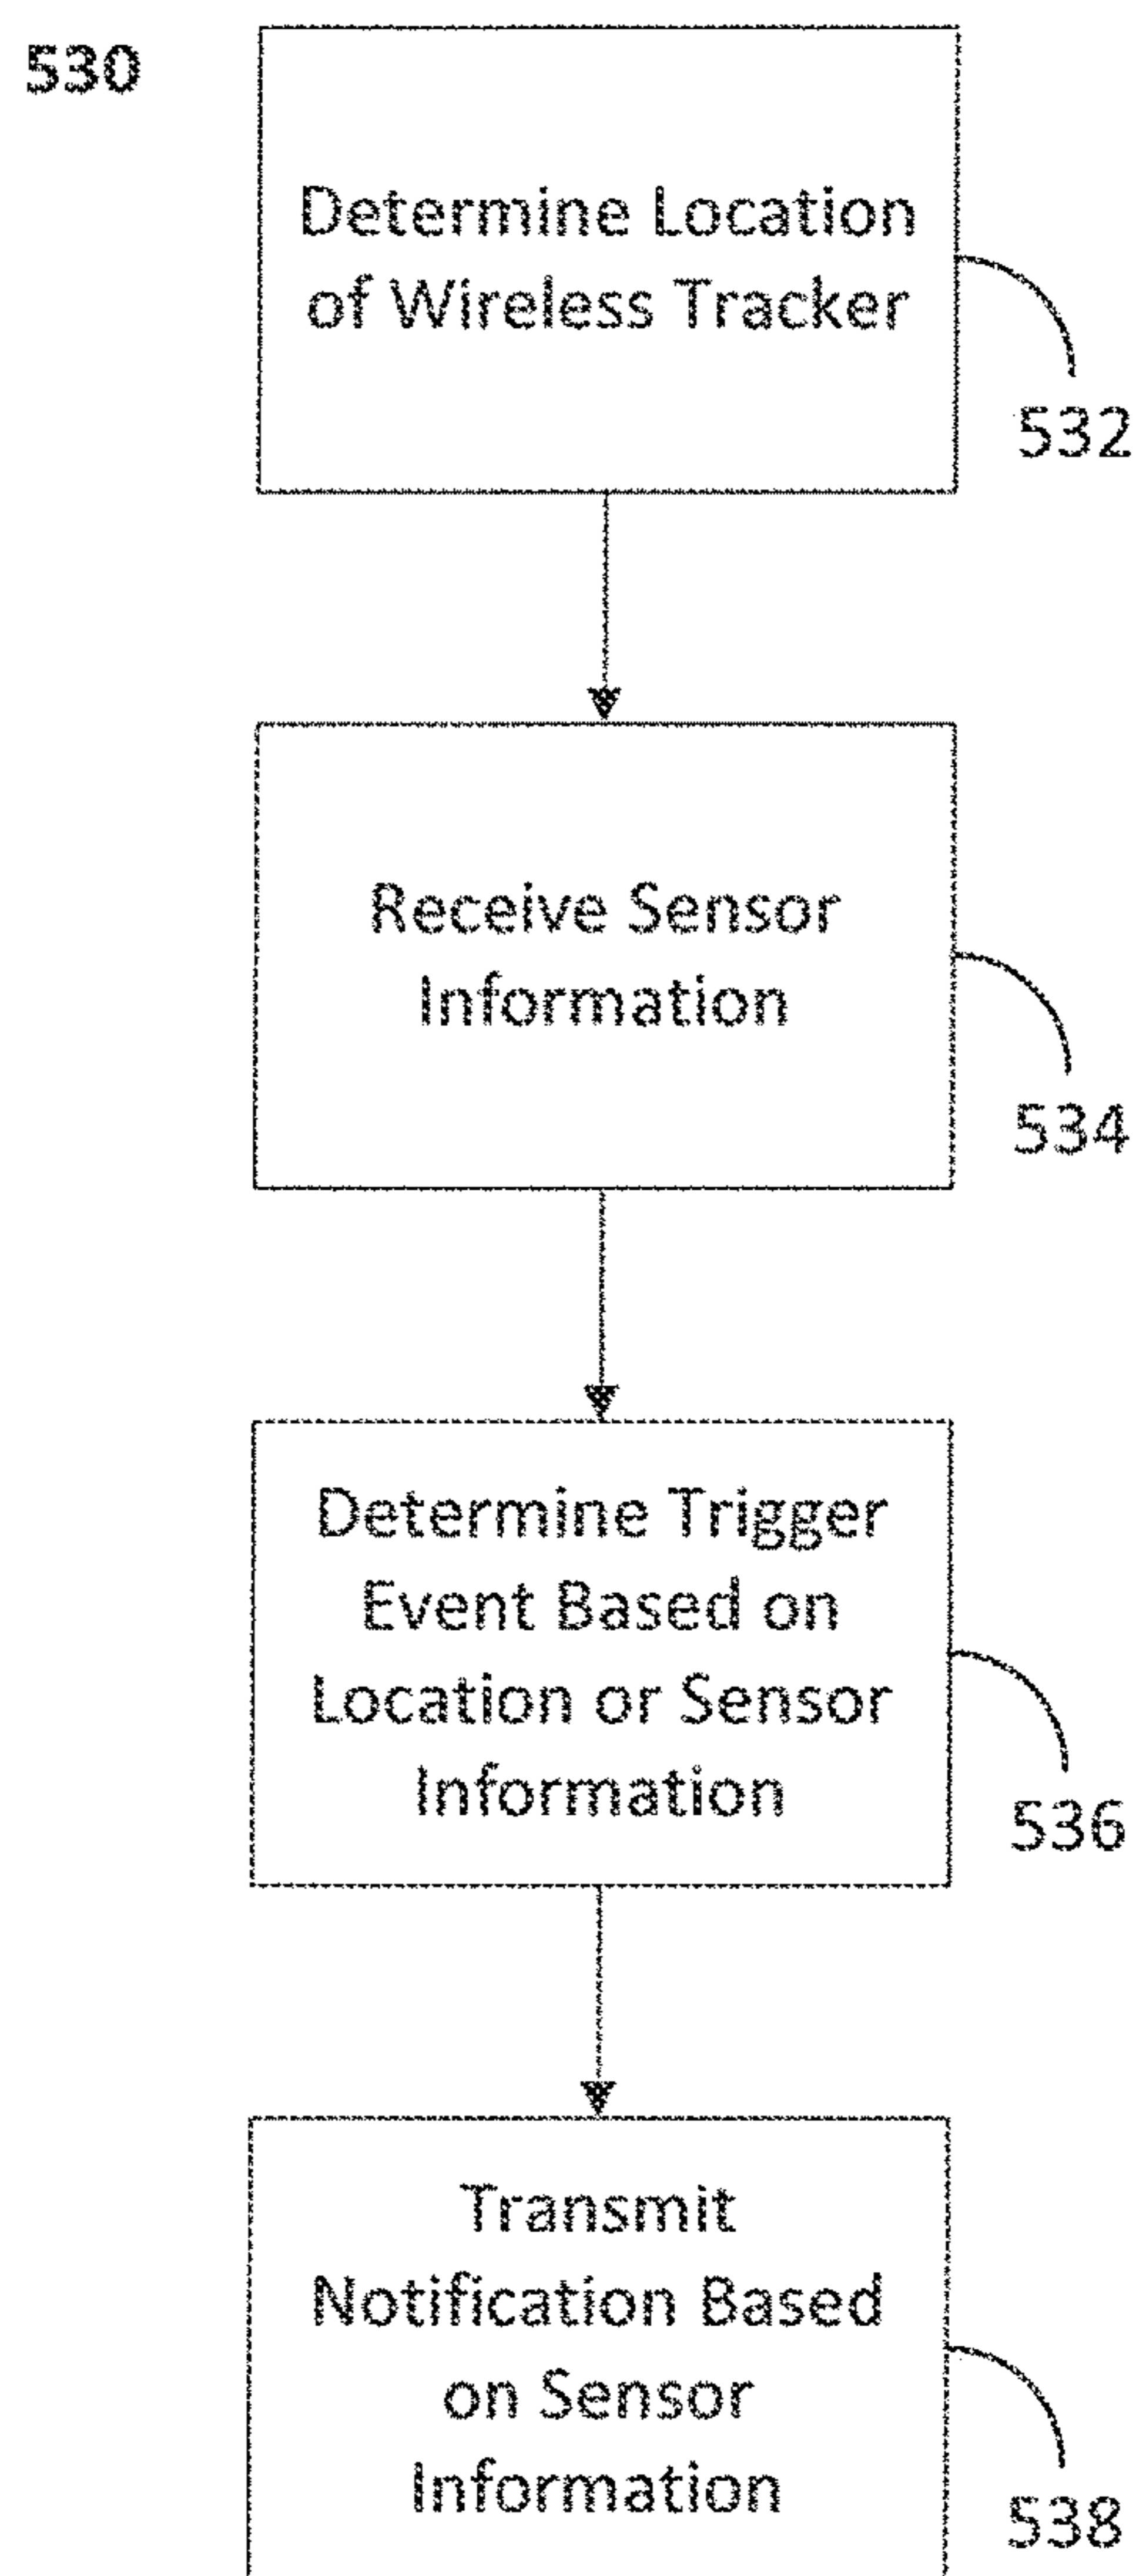 530
Determine Location
of Wireless Tracker
532
Receive Sensor
Information
534
Determine Trigger
Event Based on
Location or Sensor
Information
536
Transmit
Notification Based
on Sensor
Information
538